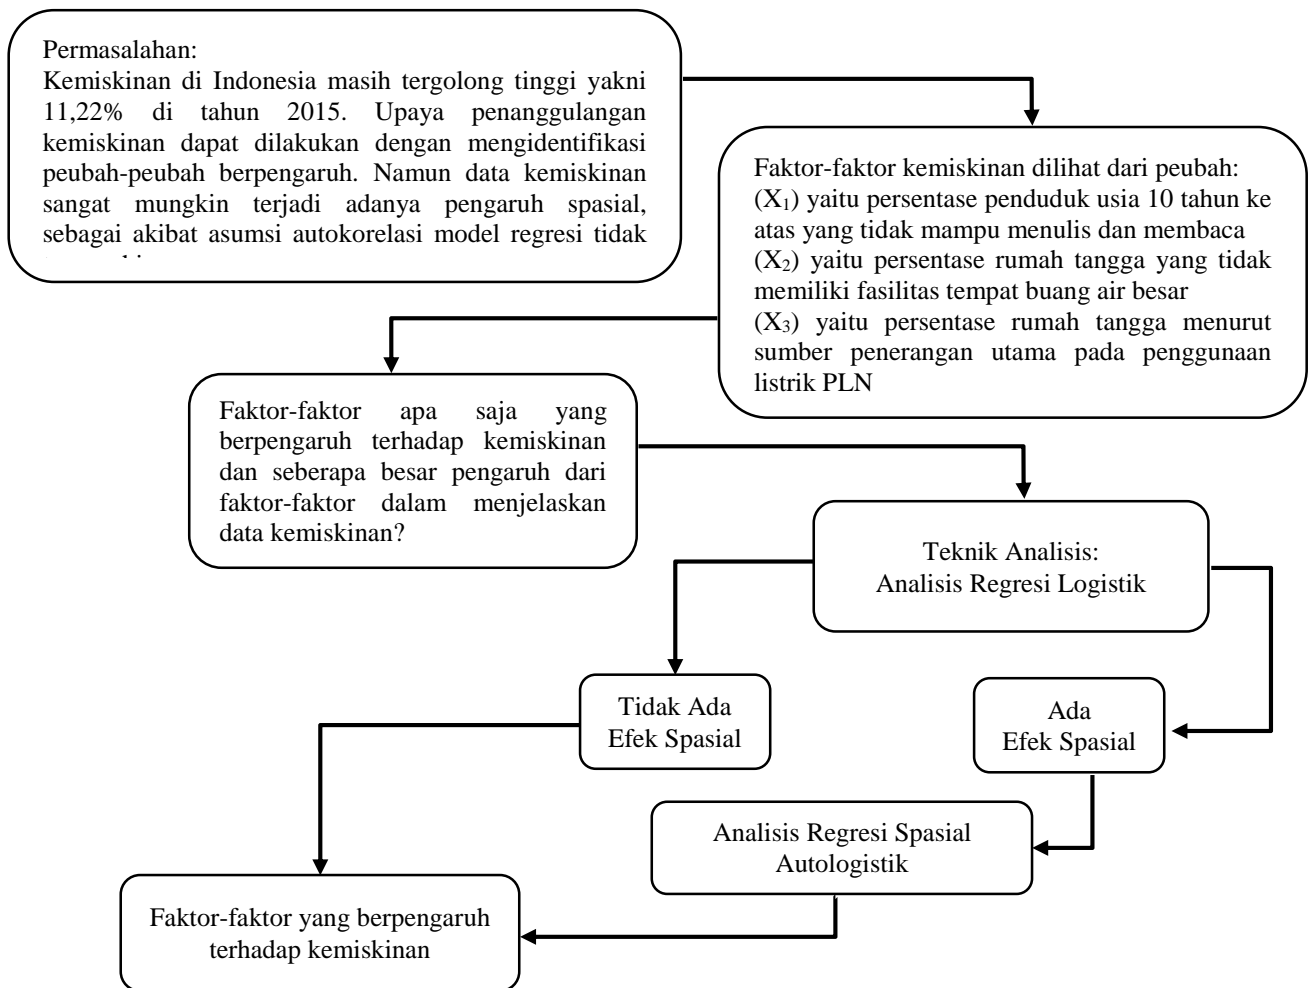 Permasalahan:
Kemiskinan di Indonesia masih tergolong tinggi yakni
11,22% di tahun 2015. Upaya penanggulangan
kemiskinan dapat dilakukan dengan mengidentifikasi
peubah-peubah berpengaruh. Namun data kemiskinan
sangat mungkin terjadi adanya pengaruh spasial,
sebagai akibat asumsi autokorelasi model regresi tidak
Faktor-faktor kemiskinan dilihat dari peubah:
(X₁) yaitu persentase penduduk usia 10 tahun ke
atas yang tidak mampu menulis dan membaca
(X₂) yaitu persentase rumah tangga yang tidak
memiliki fasilitas tempat buang air besar
(X₃) yaitu persentase rumah tangga menurut
sumber penerangan utama pada penggunaan
listrik PLN
Faktor-faktor apa saja yang
berpengaruh terhadap kemiskinan
dan seberapa besar pengaruh dari
faktor-faktor dalam menjelaskan
data kemiskinan?
Teknik Analisis:
Analisis Regresi Logistik
Tidak Ada
Efek Spasial
Ada
Efek Spasial
Analisis Regresi Spasial
Autologistik
Faktor-faktor yang berpengaruh
terhadap kemiskinan